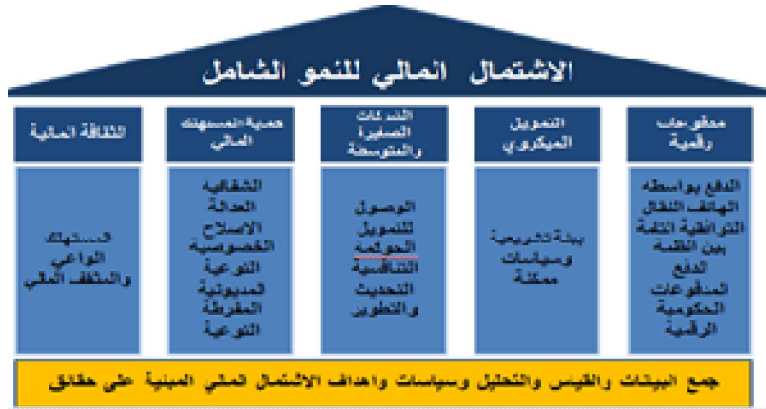 الاشتمال المالي للنمو الشامل
مدفوعات
رقمية
التمويل
الميكروي
الشركات
الصغيرة
والمتوسطة
حمية المستهلك
المالي
الثقافة المالية
الدفع بواسطه
الهاتف النقال
التوافقية التامة
بين انظمة
الدفع
المدفوعات
الحكومية
الرقمية
بيئة تشريعية
وسياسات
ممكنة
الوصول
للتمويل
الحوكمة
التنافسية
التحديث
والتطوير
الشفافية
العدالة
الاصلاح
الخصوصية
التوعية
المديونية
المفرطة
التوعية
المستهلك
الواعي
والمثقف المالي
جمع البيانات والقياس والتحليل وسياسات واهداف الاشتمال المالي المبنية على حقائق